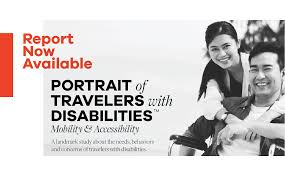 Report
Now
Available
PORTRAIT of
TRAVELERS with
DISABILITIES™
Mobility & Accessibility
A landmark study about the needs, behaviors
and concerns of travelers with disabilities.